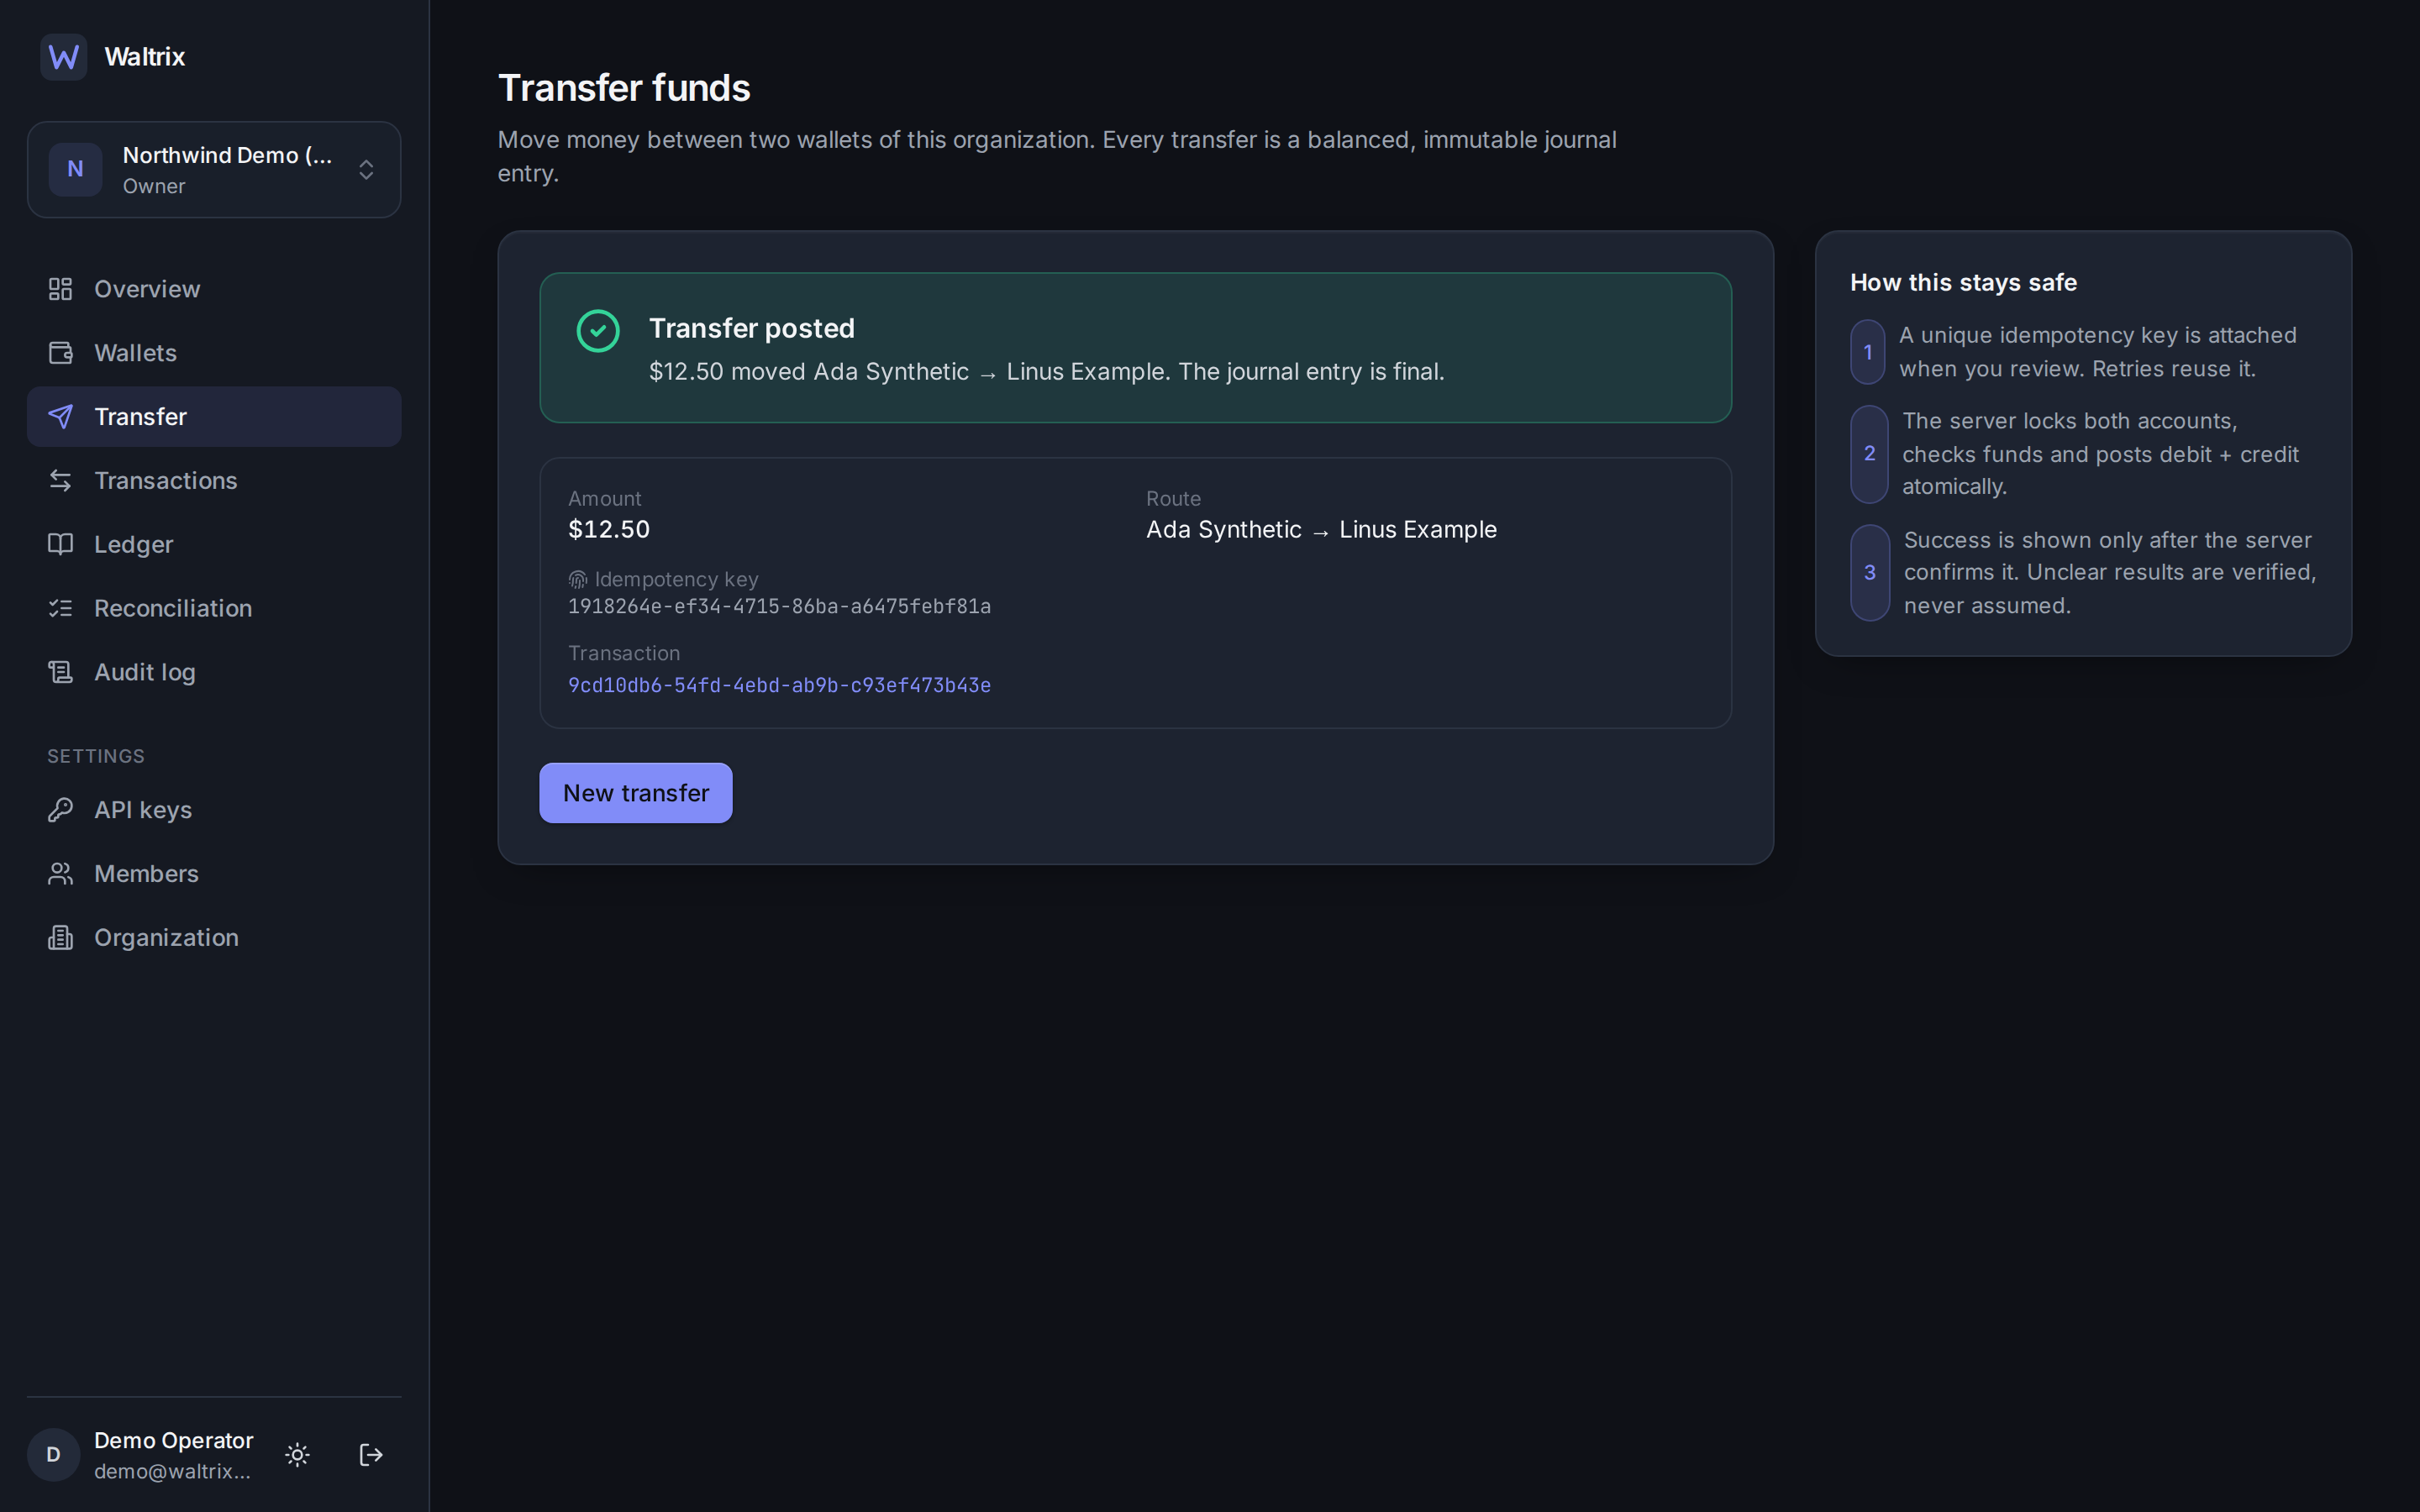 Waltrix
N
Northwind Demo (...
Owner
Overview
Wallets
Transfer
Transactions
Ledger
Reconciliation
Audit log
SETTINGS
API keys
Members
Organization
D
Demo Operator
demo@waltrix...
Transfer funds
Move money between two wallets of this organization. Every transfer is a balanced, immutable journal
entry.
Transfer posted
$12.50 moved Ada Synthetic → Linus Example. The journal entry is final.
Amount
$12.50
Route
Ada Synthetic → Linus Example
Idempotency key
1918264e-ef34-4715-86ba-a6475febf81a
Transaction
9cd10db6-54fd-4ebd-ab9b-c93ef473b43e
New transfer
How this stays safe
1
A unique idempotency key is attached
when you review. Retries reuse it.
2
The server locks both accounts,
checks funds and posts debit + credit
atomically.
3
Success is shown only after the server
confirms it. Unclear results are verified,
never assumed.